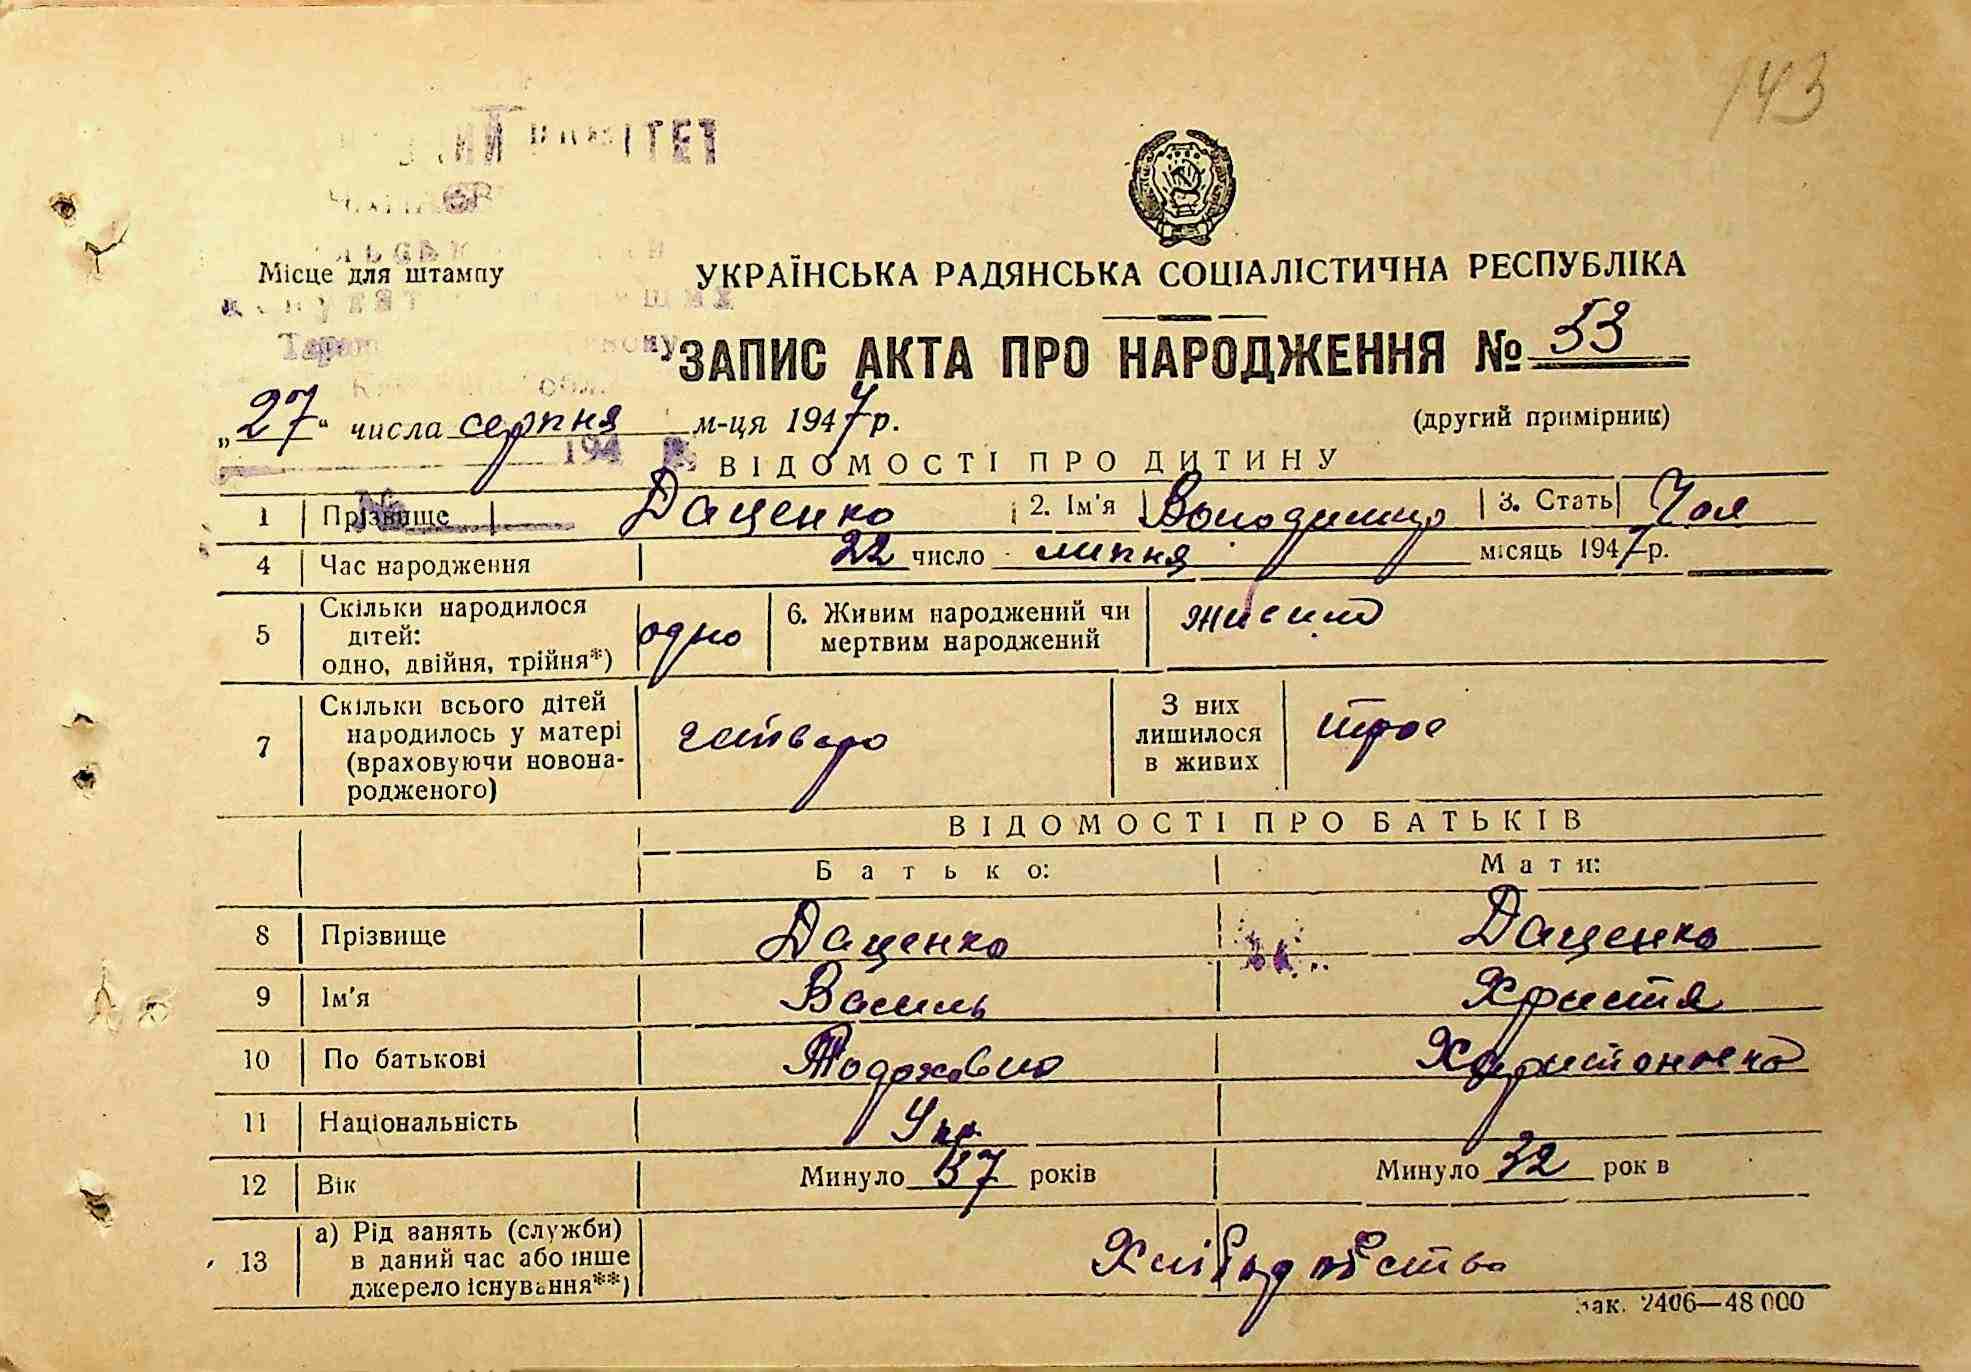 143
ТЕТ
Місце для штампу
УКРАЇНСЬКА РАДЯНСЬКА СОЦІАЛІСТИЧНА РЕСПУБЛІКА
ЗАПИС АКТА ПРО НАРОДЖЕННЯ № 53
„27“ числа серпня м-ця 1947 р.
(другий примірник)
194
ВІДОМОСТІ ПРО ДИТИНУ
1 Прізвище Даценко 2. Ім'я Володимир 3. Стать Чол
4 Час народження 22 число липня місяць 1947 р.
5 Скільки народилося дітей: одно, двійня, трійня*) одно 6. Живим народжений чи мертвим народжений живим
7 Скільки всього дітей народилось у матері (враховуючи новона-родженого) четверо З них лишилося в живих троє
ВІДОМОСТІ ПРО БАТЬКІВ
Батько: Мати:
8 Прізвище Даценко Даценко
9 Ім'я Василь Христя
10 По батькові Харитоновна
11 Національність Укр
12 Вік Минуло 37 років Минуло 32 рок в
13 а) Рід занять (служби) в даний час або інше джерело існування**)
Зак. 2406—48 000